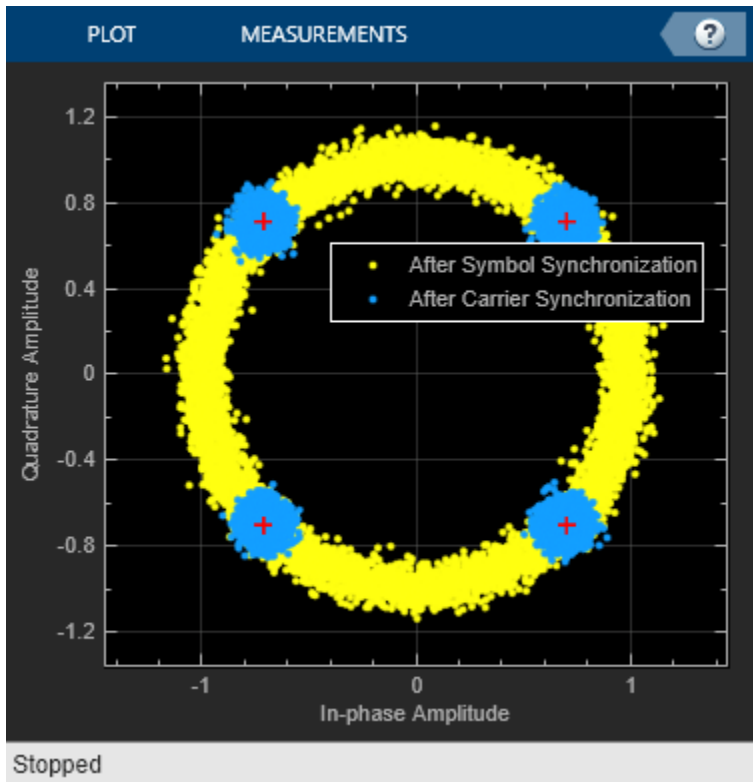 PLOT MEASUREMENTS ?
1.2
0.8
0.4
0
-0.4
-0.8
-1.2
Quadrature Amplitude
After Symbol Synchronization
After Carrier Synchronization
-1 0 1
In-phase Amplitude
Stopped